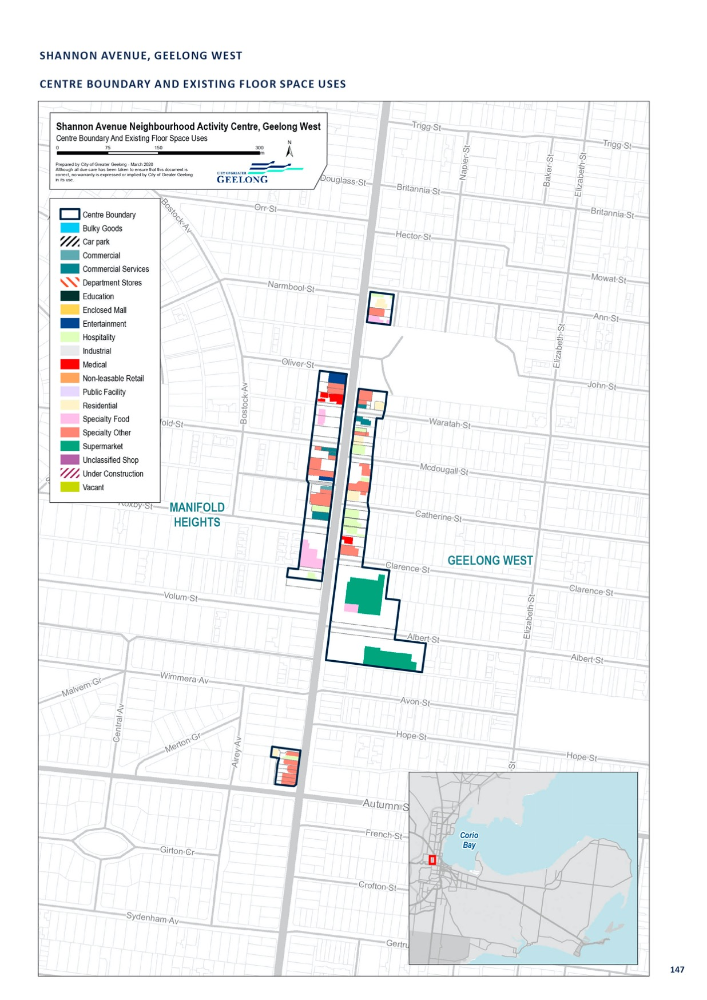 SHANNON AVENUE, GEELONG WEST
CENTRE BOUNDARY AND EXISTING FLOOR SPACE USES
Shannon Avenue Neighbourhood Activity Centre, Geelong West
Centre Boundary And Existing Floor Space Uses
0 75 150 300
m
N
Prepared by City of Greater Geelong - March 2020
Although all due care has been taken to ensure that this document is
correct, no warranty is expressed or implied by City of Greater Geelong
in its use.
CITY OF GREATER
GEELONG
Centre Boundary
Bulky Goods
Car park
Commercial
Commercial Services
Department Stores
Education
Enclosed Mall
Entertainment
Hospitality
Industrial
Medical
Non-leasable Retail
Public Facility
Residential
Specialty Food
Specialty Other
Supermarket
Unclassified Shop
Under Construction
Vacant
Trigg St
Trigg St
Napier St
Baker St
Elizabeth St
Douglass St
Britannia St
Britannia St
Orr St
Bostock Av
Hector St
Mowat St
Narmbool St
Ann St
Elizabeth St
Oliver St
John St
Bostock Av
fold St
Waratah St
Mcdougall St
Roxby St
MANIFOLD
HEIGHTS
Catherine St
GEELONG WEST
Clarence St
Clarence St
Volum St
Elizabeth St
Albert St
Albert St
Wimmera Av
Malvern Gr
Avon St
Central Av
Merton Gr
Airey Av
Hope St
Hope St
St
Autumn S
French St
Corio
Bay
Girton Cr
Crofton St
Sydenham Av
Gertru
147